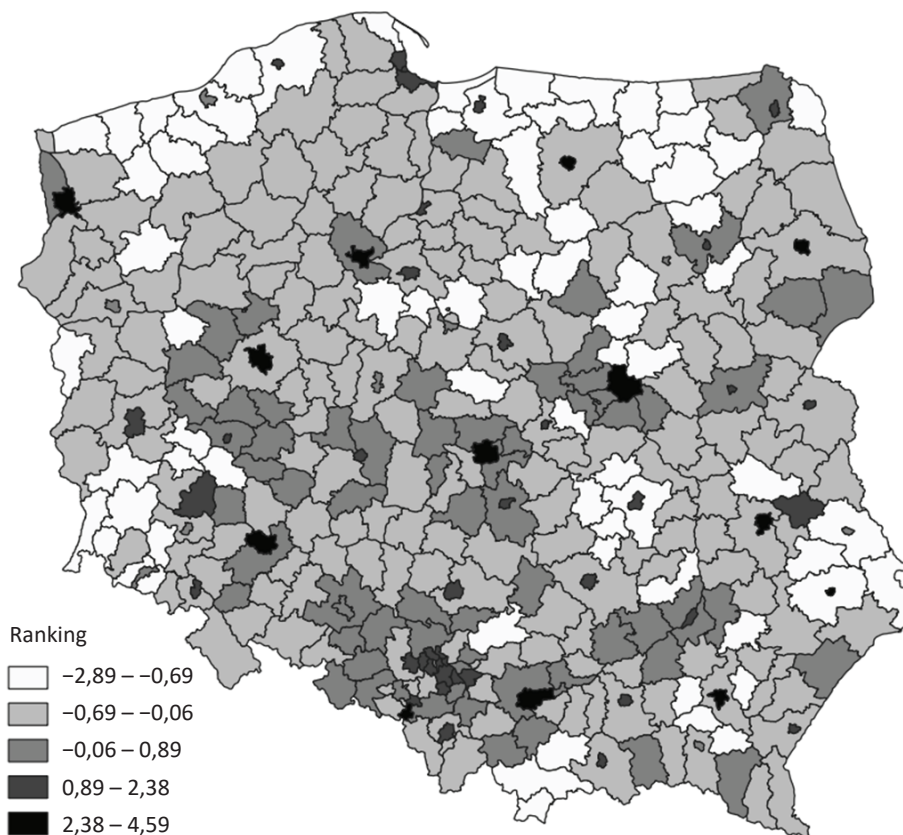 Ranking
−2,89 – −0,69
−0,69 – −0,06
−0,06 – 0,89
0,89 – 2,38
2,38 – 4,59